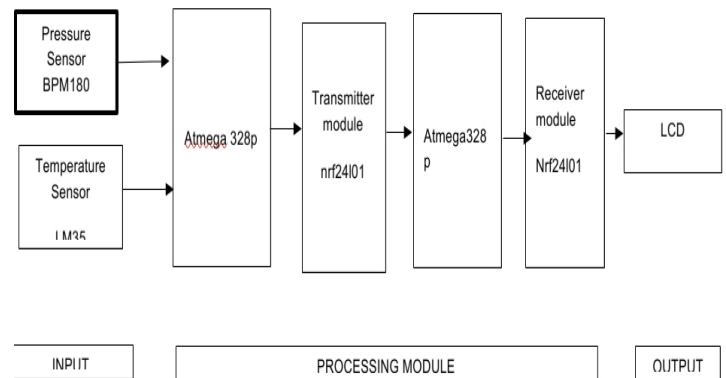 Pressure
Sensor
BPM180
Temperature
Sensor
LM35
Atmega 328p
Transmitter
module
nrf24l01
Atmega328
p
Receiver
module
Nrf24l01
LCD
INPUT
PROCESSING MODULE
OUTPUT